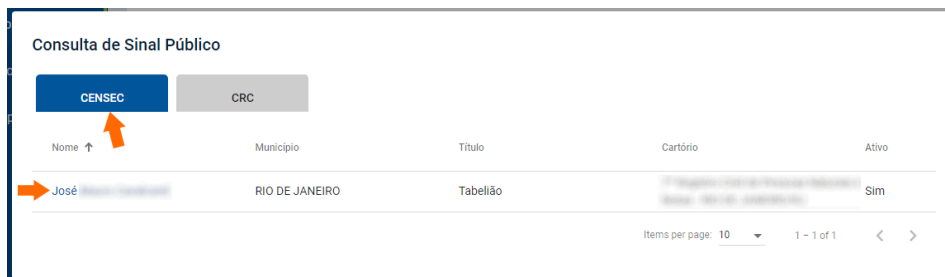 Consulta de Sinal Público
CENSEC CRC
Nome ↑ Município Título Cartório Ativo
José RIO DE JANEIRO Tabelião Sim
Items per page: 10 1 – 1 of 1